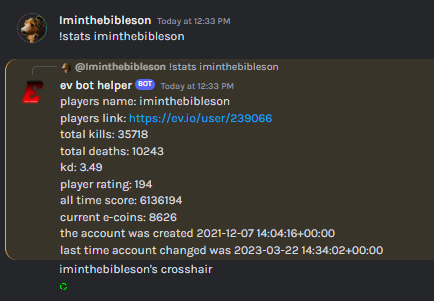 Iminthebibleson Today at 12:33 PM
!stats iminthebibleson
@Iminthebibleson !stats iminthebibleson
ev bot helper BOT Today at 12:33 PM
players name: iminthebibleson
players link: https://ev.io/user/239066
total kills: 35718
total deaths: 10243
kd: 3.49
player rating: 194
all time score: 6136194
current e-coins: 8626
the account was created 2021-12-07 14:04:16+00:00
last time account changed was 2023-03-22 14:34:02+00:00
iminthebibleson's crosshair